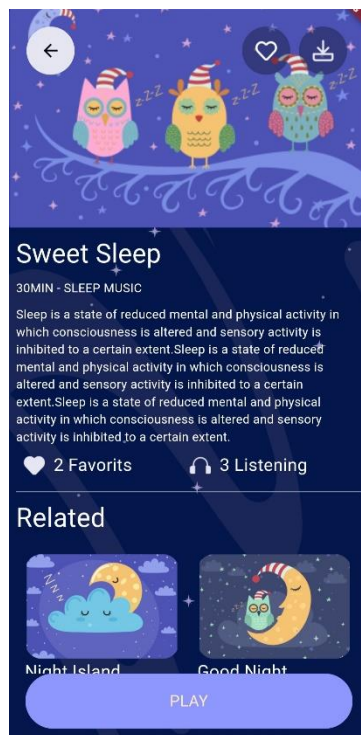 zzZ
zzZ
Sweet Sleep
30MIN - SLEEP MUSIC
Sleep is a state of reduced mental and physical activity in
which consciousness is altered and sensory activity is
inhibited to a certain extent.Sleep is a state of reduced
mental and physical activity in which consciousness is
altered and sensory activity is inhibited to a certain
extent.Sleep is a state of reduced mental and physical
activity in which consciousness is altered and sensory
activity is inhibited to a certain extent.
2 Favorits 3 Listening
Related
zzz
Night Island Good Night
PLAY